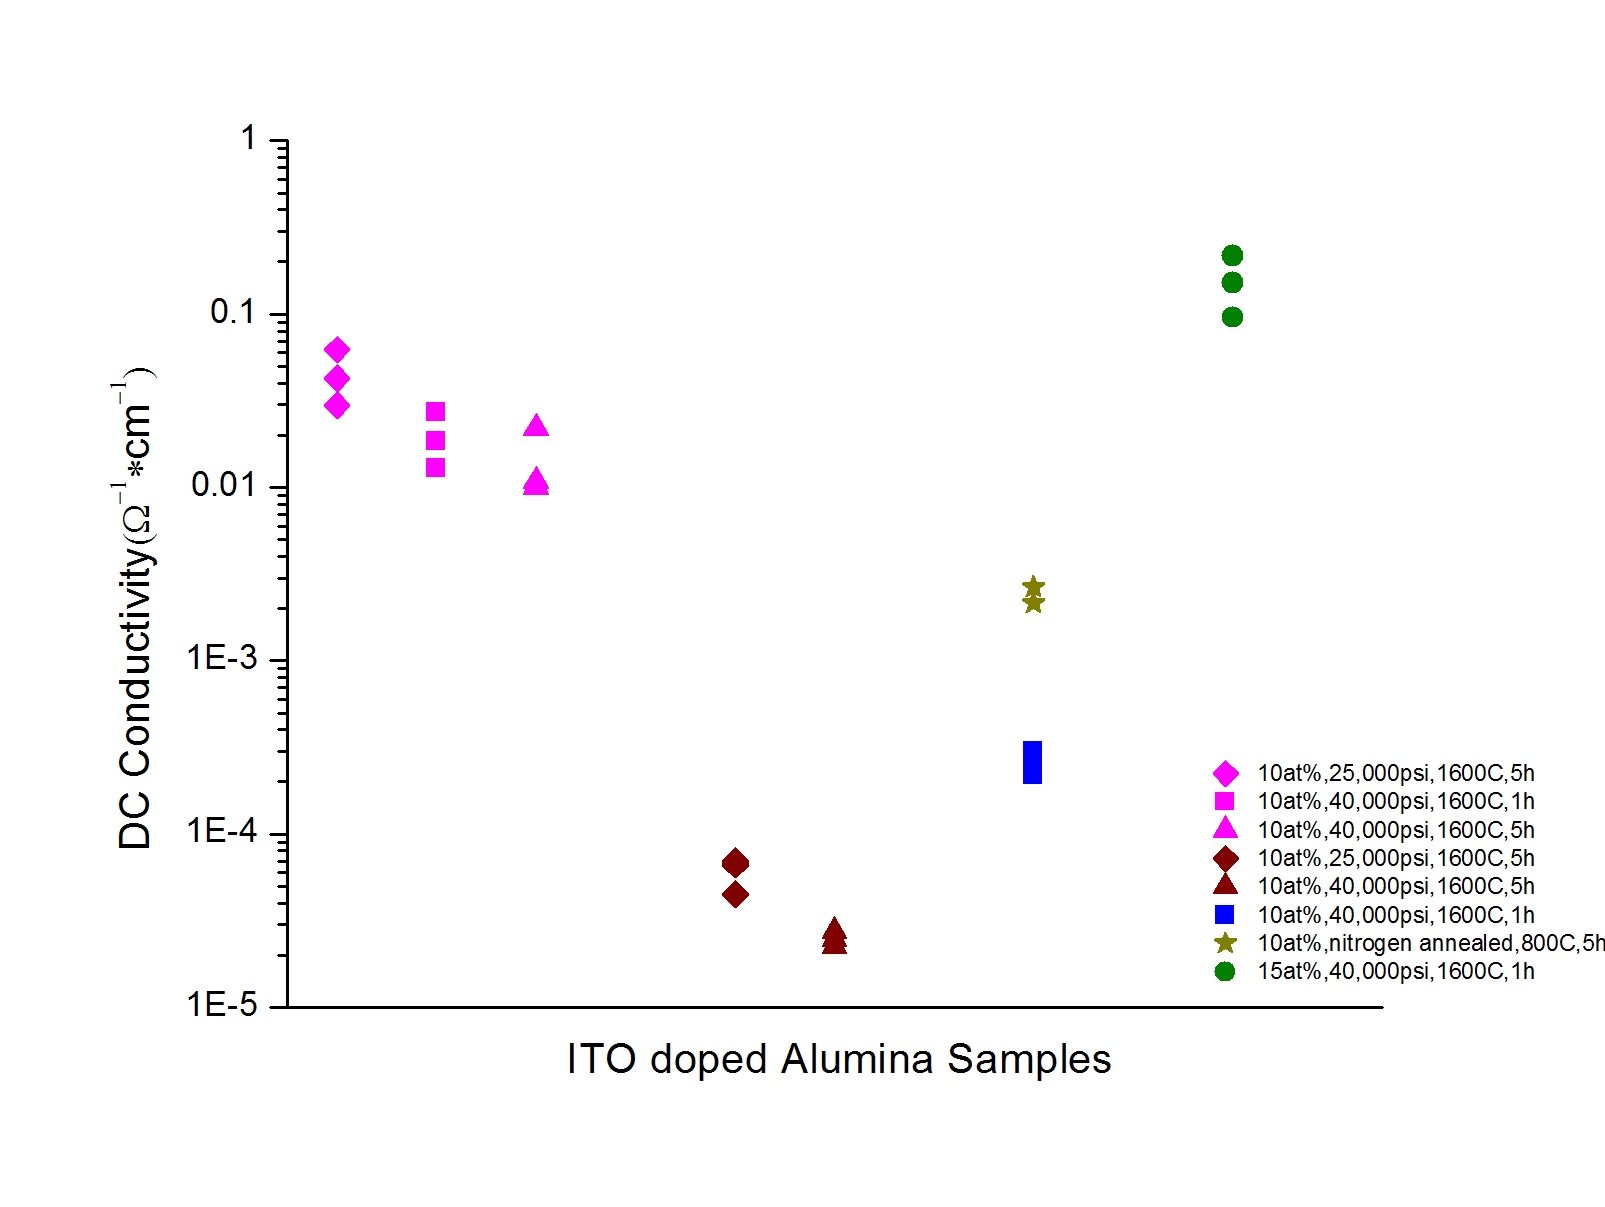 1
0.1
0.01
1E-3
1E-4
1E-5
DC Conductivity(Ω⁻¹*cm⁻¹)
10at%,25,000psi,1600C,5h
10at%,40,000psi,1600C,1h
10at%,40,000psi,1600C,5h
10at%,25,000psi,1600C,5h
10at%,40,000psi,1600C,5h
10at%,40,000psi,1600C,1h
10at%,nitrogen annealed,800C,5h
15at%,40,000psi,1600C,1h
ITO doped Alumina Samples